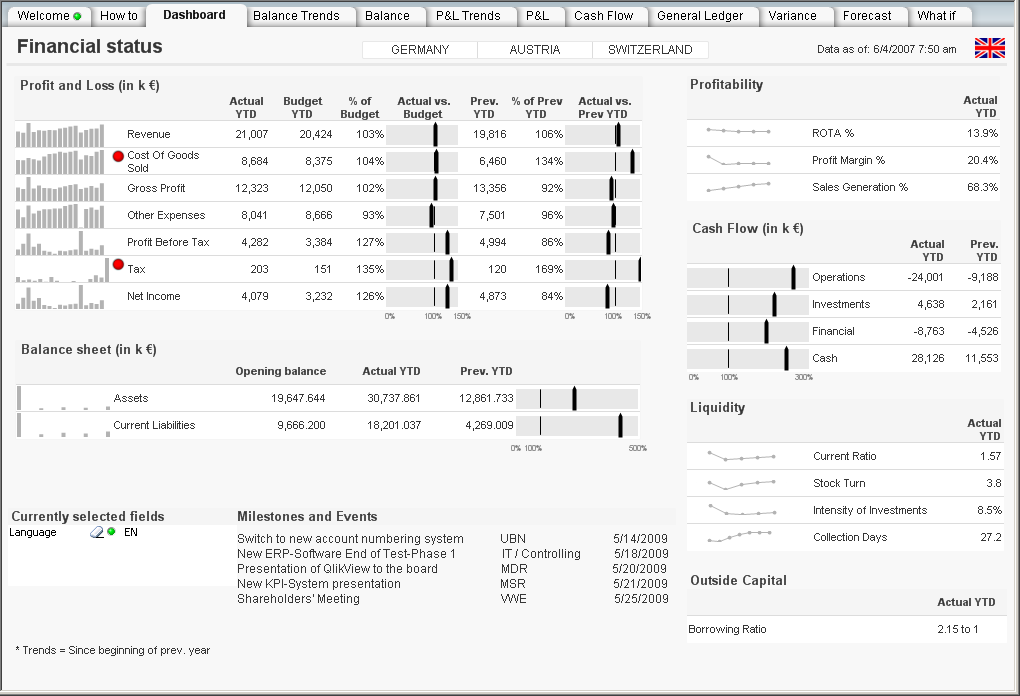 Welcome How to Dashboard Balance Trends Balance P&L Trends P&L Cash Flow General Ledger Variance Forecast What if
Financial status
GERMANY AUSTRIA SWITZERLAND
Data as of: 6/4/2007 7:50 am
Profit and Loss (in k €)
Actual YTD Budget YTD % of Budget Actual vs. Budget Prev. YTD % of Prev YTD Actual vs. Prev YTD
Revenue 21,007 20,424 103% 19,816 106%
Cost Of Goods Sold 8,684 8,375 104% 6,460 134%
Gross Profit 12,323 12,050 102% 13,356 92%
Other Expenses 8,041 8,666 93% 7,501 96%
Profit Before Tax 4,282 3,384 127% 4,994 86%
Tax 203 151 135% 120 169%
Net Income 4,079 3,232 126% 4,873 84%
0% 100% 150% 0% 100% 150%
Balance sheet (in k €)
Opening balance Actual YTD Prev. YTD
Assets 19,647.644 30,737.861 12,861.733
Current Liabilities 9,666.200 18,201.037 4,269.009
0% 100% 500%
Currently selected fields
Language EN
Milestones and Events
Switch to new account numbering system UBN 5/14/2009
New ERP-Software End of Test-Phase 1 IT / Controlling 5/18/2009
Presentation of QlikView to the board MDR 5/20/2009
New KPI-System presentation MSR 5/21/2009
Shareholders' Meeting VWE 5/25/2009
* Trends = Since beginning of prev. year
Profitability
Actual YTD
ROTA % 13.9%
Profit Margin % 20.4%
Sales Generation % 68.3%
Cash Flow (in k €)
Actual YTD Prev. YTD
Operations -24,001 -9,188
Investments 4,638 2,161
Financial -8,763 -4,526
Cash 28,126 11,553
0% 100% 300%
Liquidity
Actual YTD
Current Ratio 1.57
Stock Turn 3.8
Intensity of Investments 8.5%
Collection Days 27.2
Outside Capital
Actual YTD
Borrowing Ratio 2.15 to 1